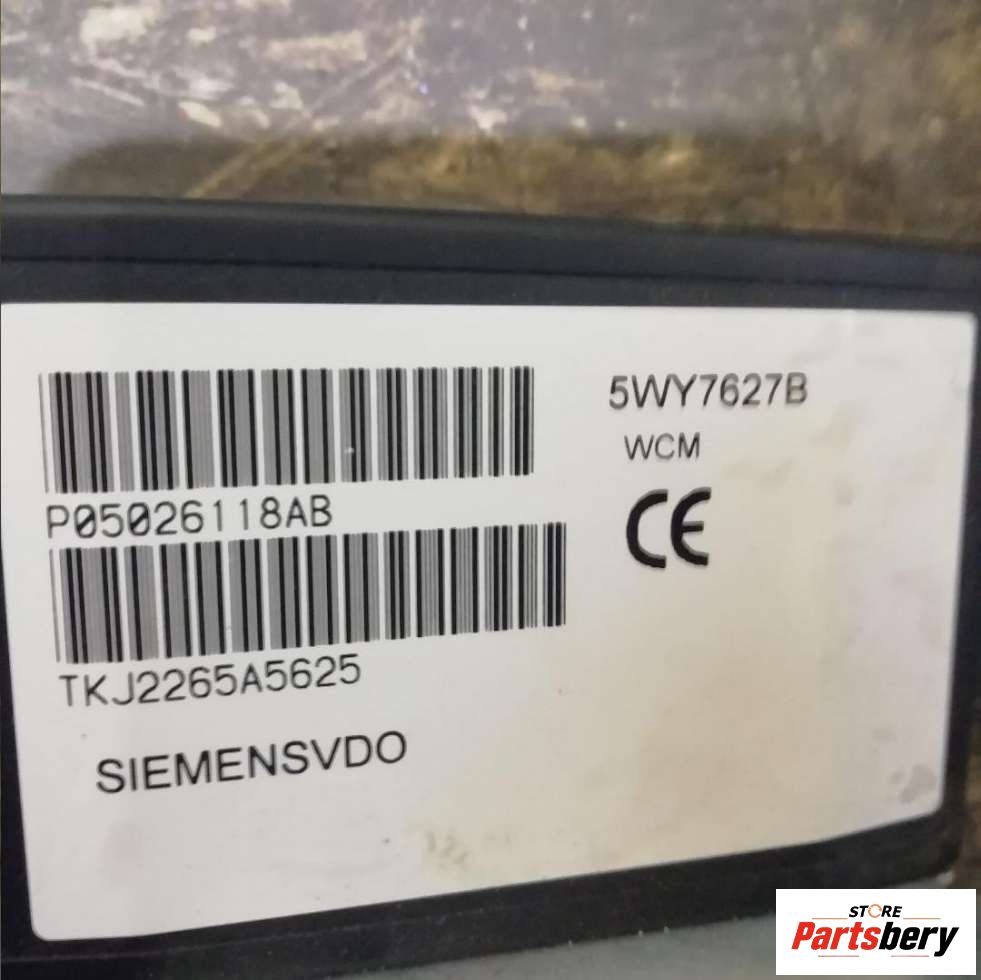 P05026118AB
TKJ2265A5625
SIEMENSVDO
5WY7627B
WCM
CE
STORE
Partsbery